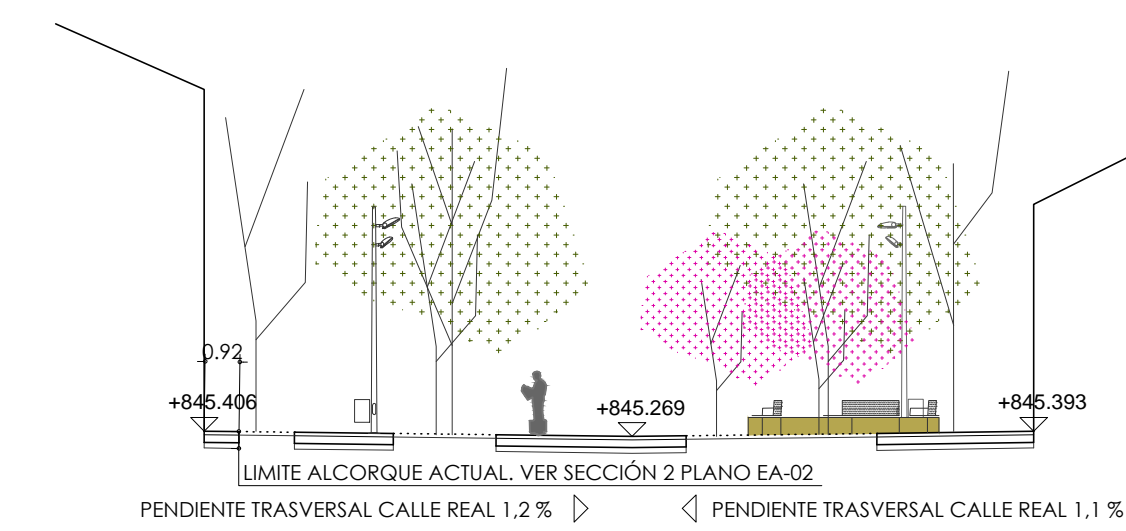 0.92
+845.406
+845.269
+845.393
LIMITE ALCORQUE ACTUAL. VER SECCIÓN 2 PLANO EA-02
PENDIENTE TRASVERSAL CALLE REAL 1,2 %
PENDIENTE TRASVERSAL CALLE REAL 1,1 %